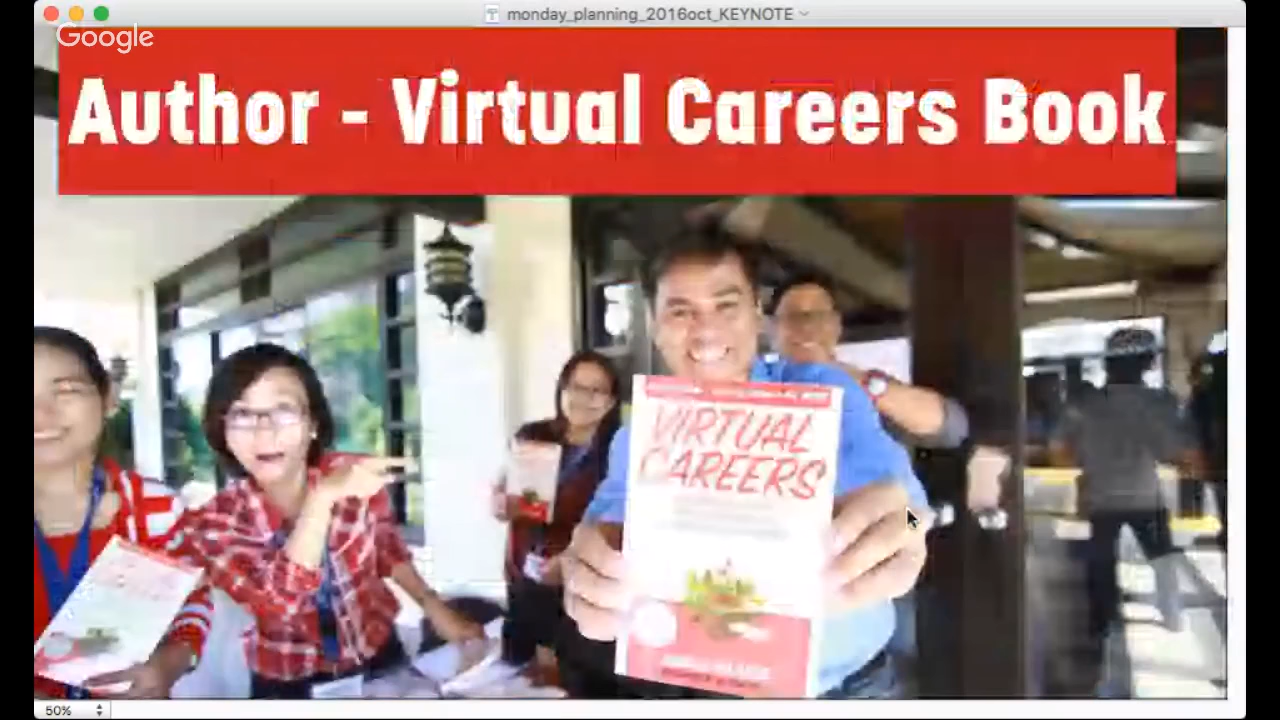 monday_planning_2016oct_KEYNOTE
Google
Author - Virtual Careers Book
VIRTUAL
CAREERS
50%